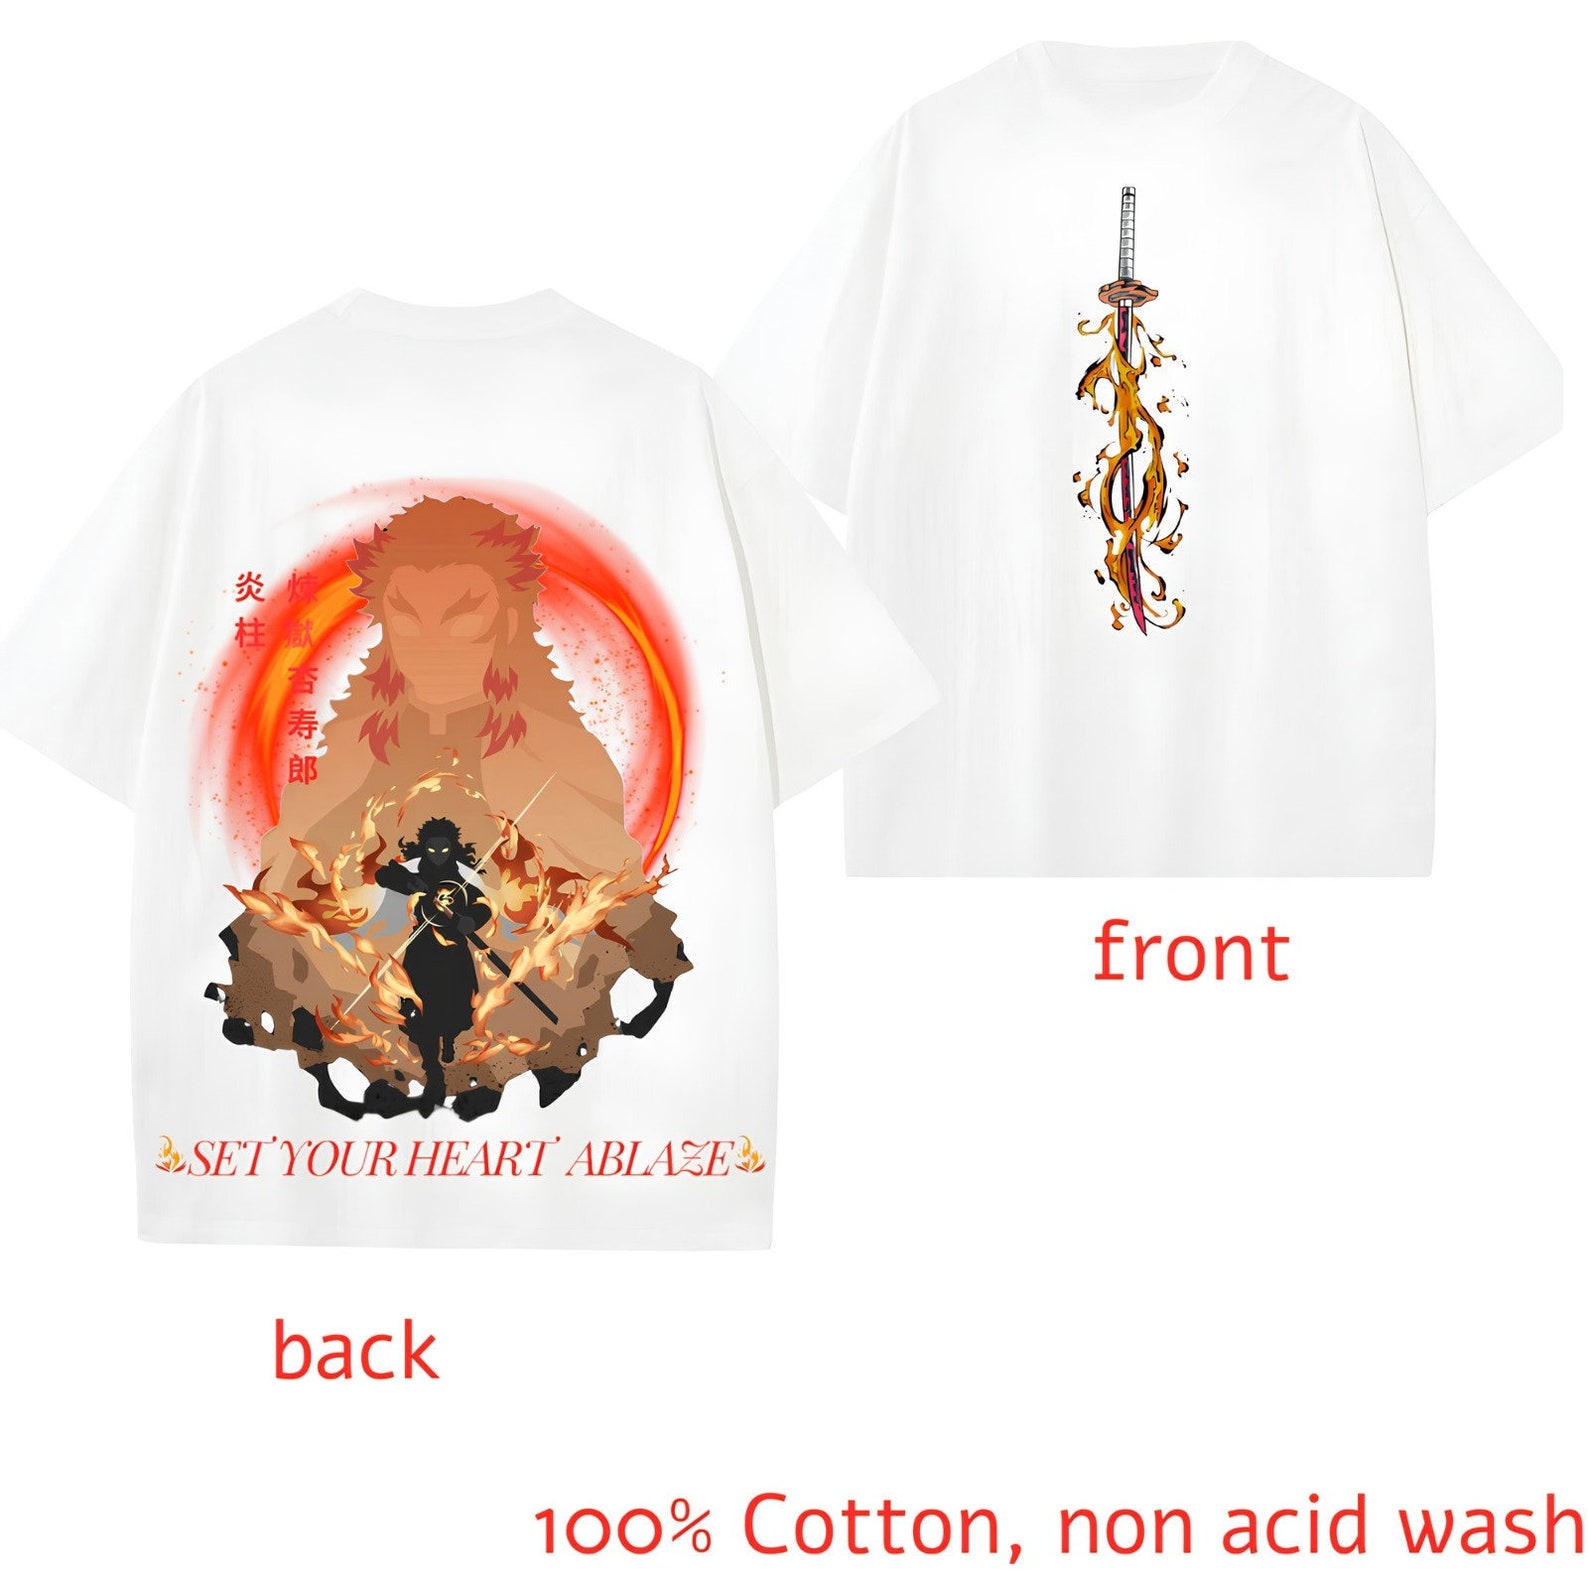 炎柱
煉獄杏寿郎
SET YOUR HEART ABLAZE
front
back
100% Cotton, non acid wash